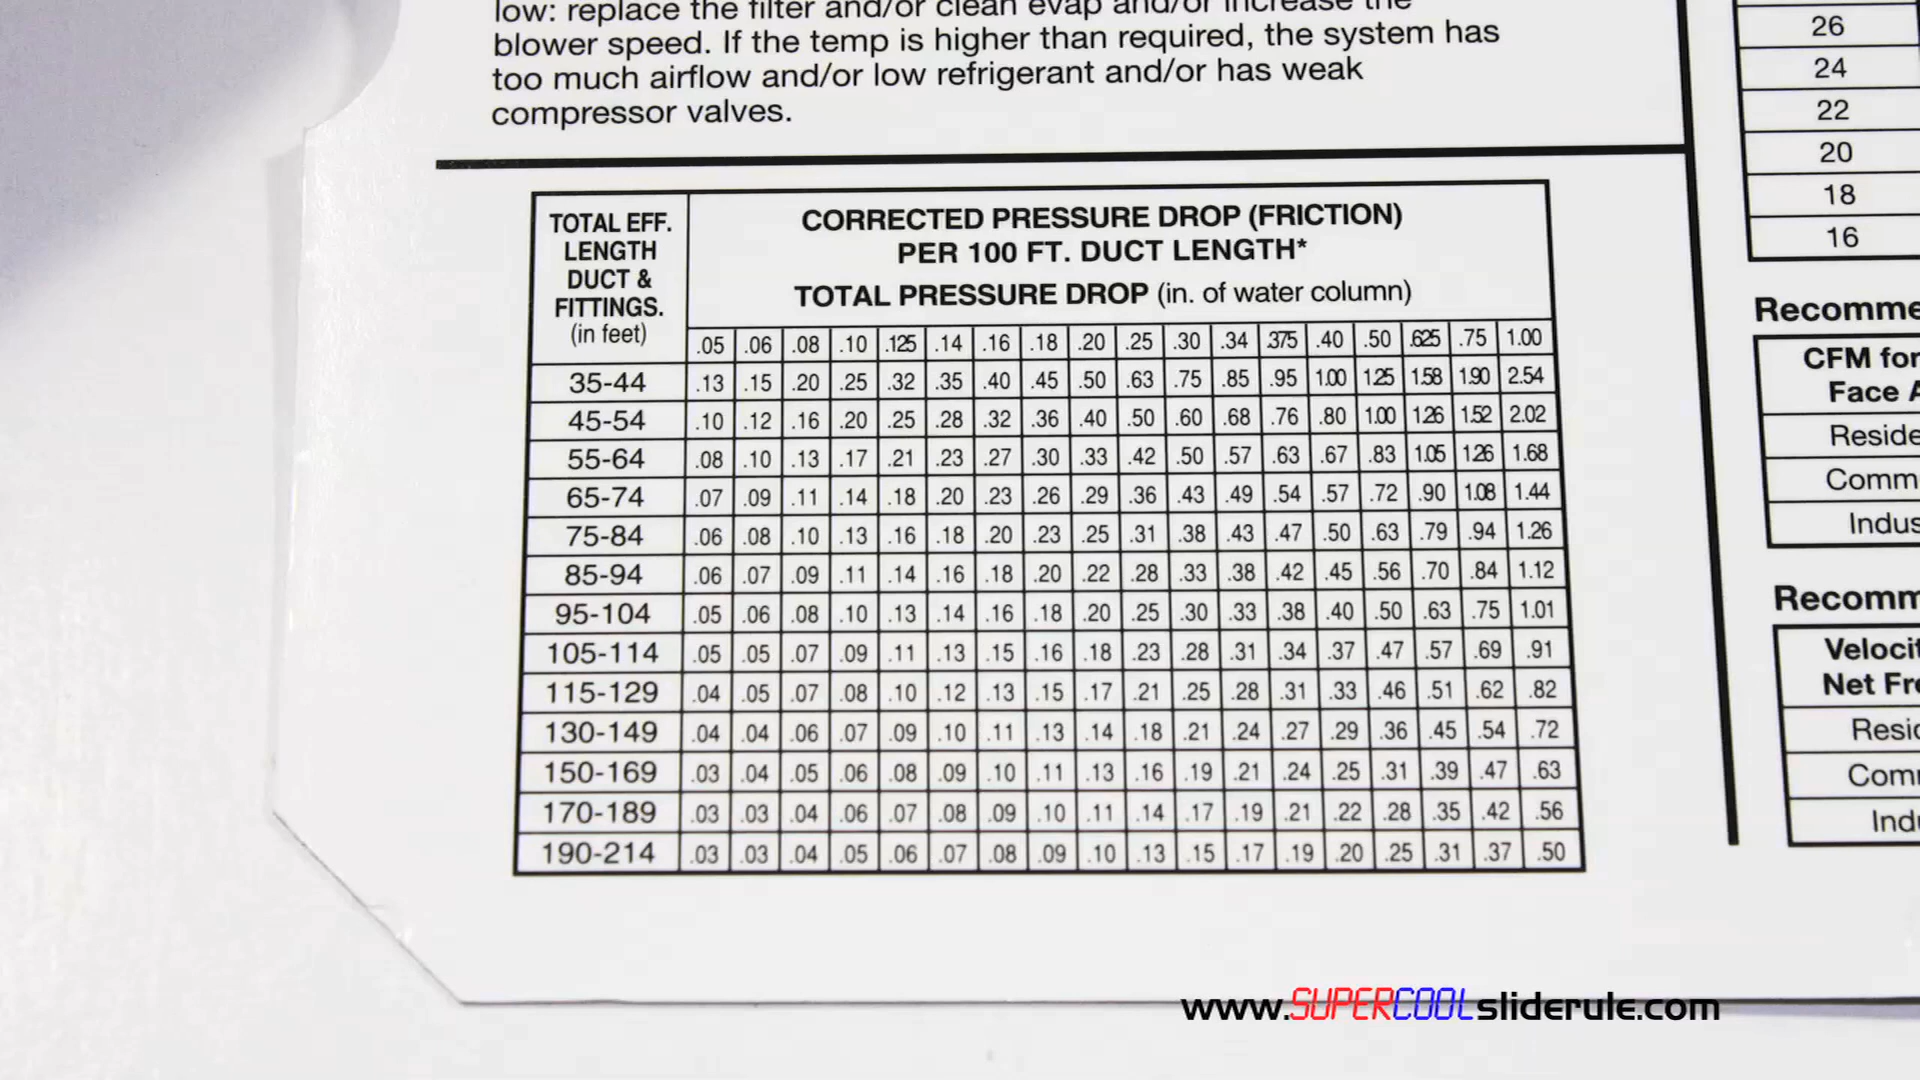 low: replace the filter and/or clean evap and/or increase the
blower speed. If the temp is higher than required, the system has
too much airflow and/or low refrigerant and/or has weak
compressor valves.
TOTAL EFF.
LENGTH
DUCT &
FITTINGS.
(in feet)
CORRECTED PRESSURE DROP (FRICTION)
PER 100 FT. DUCT LENGTH*
TOTAL PRESSURE DROP (in. of water column)
.05 .06 .08 .10 .125 .14 .16 .18 .20 .25 .30 .34 .375 .40 .50 .625 .75 1.00
35-44 .13 .15 .20 .25 .32 .35 .40 .45 .50 .63 .75 .85 .95 1.00 1.25 1.58 1.90 2.54
45-54 .10 .12 .16 .20 .25 .28 .32 .36 .40 .50 .60 .68 .76 .80 1.00 1.26 1.52 2.02
55-64 .08 .10 .13 .17 .21 .23 .27 .30 .33 .42 .50 .57 .63 .67 .83 1.05 1.26 1.68
65-74 .07 .09 .11 .14 .18 .20 .23 .26 .29 .36 .43 .49 .54 .57 .72 .90 1.08 1.44
75-84 .06 .08 .10 .13 .16 .18 .20 .23 .25 .31 .38 .43 .47 .50 .63 .79 .94 1.26
85-94 .06 .07 .09 .11 .14 .16 .18 .20 .22 .28 .33 .38 .42 .45 .56 .70 .84 1.12
95-104 .05 .06 .08 .10 .13 .14 .16 .18 .20 .25 .30 .33 .38 .40 .50 .63 .75 1.01
105-114 .05 .05 .07 .09 .11 .13 .15 .16 .18 .23 .28 .31 .34 .37 .47 .57 .69 .91
115-129 .04 .05 .07 .08 .10 .12 .13 .15 .17 .21 .25 .28 .31 .33 .46 .51 .62 .82
130-149 .04 .04 .06 .07 .09 .10 .11 .13 .14 .18 .21 .24 .27 .29 .36 .45 .54 .72
150-169 .03 .04 .05 .06 .08 .09 .10 .11 .13 .16 .19 .21 .24 .25 .31 .39 .47 .63
170-189 .03 .03 .04 .06 .07 .08 .09 .10 .11 .14 .17 .19 .21 .22 .28 .35 .42 .56
190-214 .03 .03 .04 .05 .06 .07 .08 .09 .10 .13 .15 .17 .19 .20 .25 .31 .37 .50
26
24
22
20
18
16
Recomme
CFM for
Face A
Reside
Comm
Indus
Recomm
Velocit
Net Fre
Resid
Com
Indu
www.SUPERCOOLsliderule.com